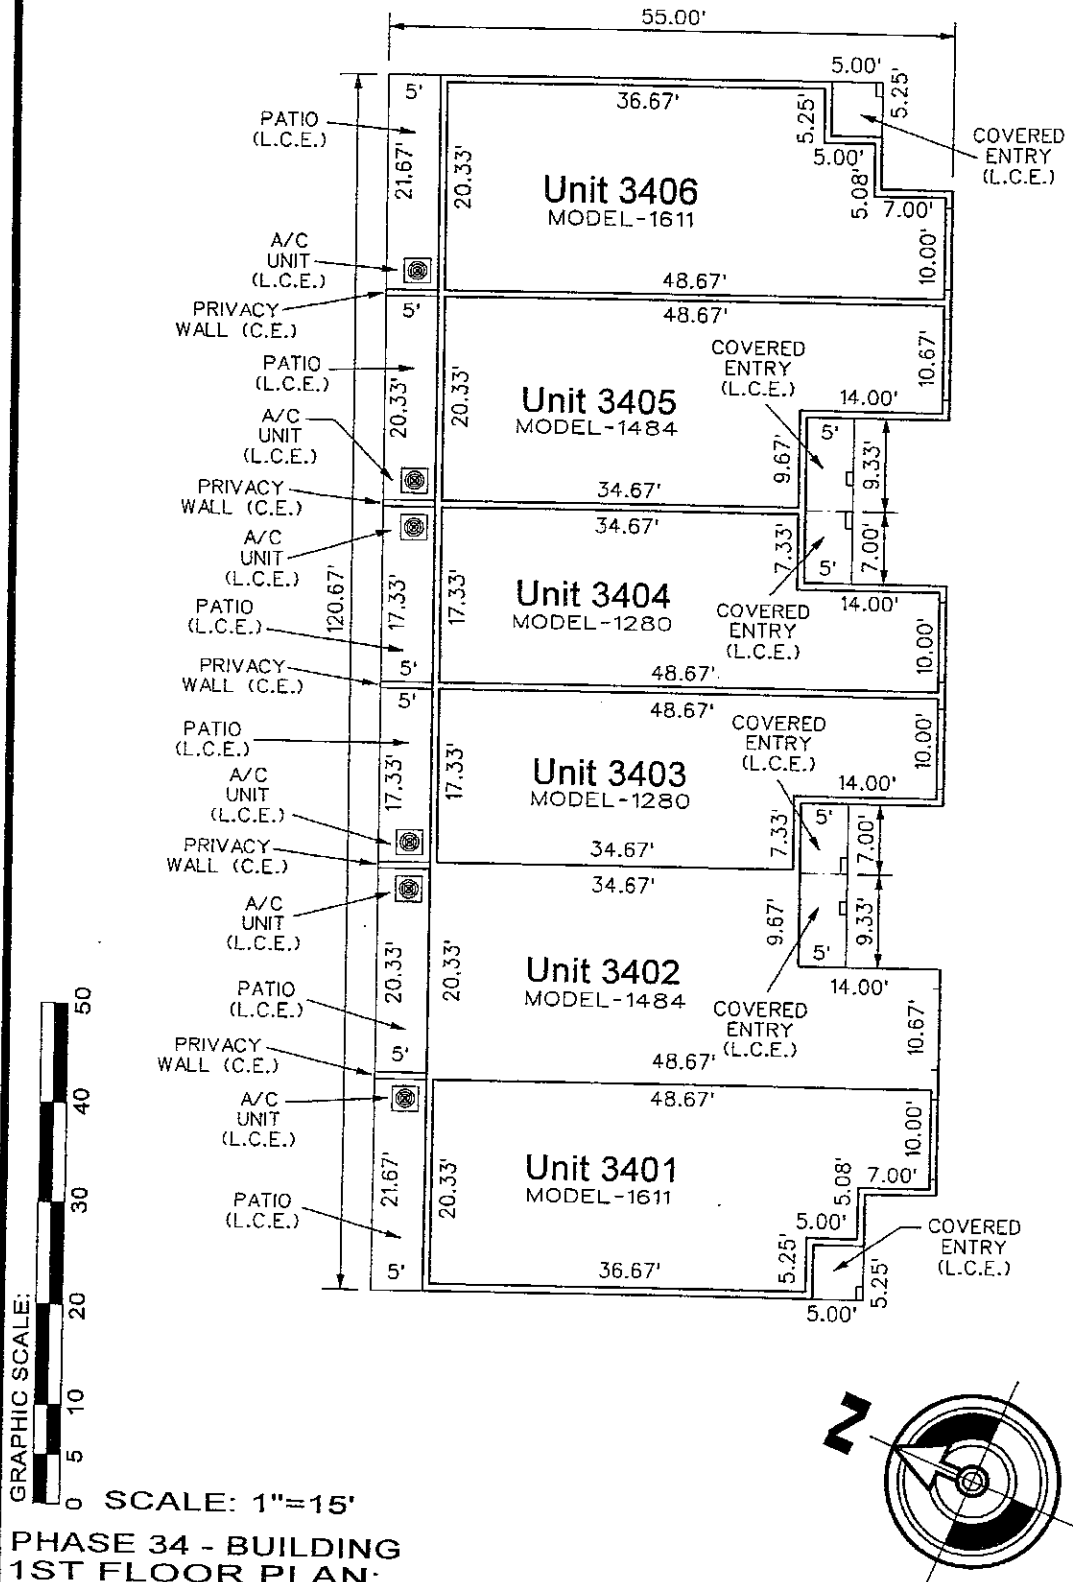 55.00'
5.00'
5'
36.67'
5.25'
5.25'
PATIO
(L.C.E.)
COVERED
ENTRY
(L.C.E.)
21.67'
20.33'
5.00'
5.08'
7.00'
Unit 3406
MODEL-1611
10.00'
A/C
UNIT
(L.C.E.)
48.67'
PRIVACY
WALL (C.E.)
5'
48.67'
COVERED
ENTRY
(L.C.E.)
10.67'
PATIO
(L.C.E.)
20.33'
20.33'
Unit 3405
MODEL-1484
14.00'
5'
9.67'
9.33'
A/C
UNIT
(L.C.E.)
34.67'
PRIVACY
WALL (C.E.)
34.67'
A/C
UNIT
(L.C.E.)
7.33'
7.00'
5'
120.67'
17.33'
17.33'
Unit 3404
MODEL-1280
14.00'
COVERED
ENTRY
(L.C.E.)
PATIO
(L.C.E.)
10.00'
5'
48.67'
PRIVACY
WALL (C.E.)
5'
48.67'
COVERED
ENTRY
(L.C.E.)
10.00'
PATIO
(L.C.E.)
17.33'
17.33'
Unit 3403
MODEL-1280
14.00'
A/C
UNIT
(L.C.E.)
5'
7.33'
7.00'
34.67'
PRIVACY
WALL (C.E.)
34.67'
A/C
UNIT
(L.C.E.)
9.67'
9.33'
5'
20.33'
20.33'
Unit 3402
MODEL-1484
14.00'
PATIO
(L.C.E.)
COVERED
ENTRY
(L.C.E.)
10.67'
5'
48.67'
PRIVACY
WALL (C.E.)
48.67'
A/C
UNIT
(L.C.E.)
10.00'
21.67'
20.33'
Unit 3401
MODEL-1611
5.08'
7.00'
PATIO
(L.C.E.)
5.00'
COVERED
ENTRY
(L.C.E.)
5'
36.67'
5.25'
5.25'
5.00'
GRAPHIC SCALE:
0 5 10 20 30 40 50
N
SCALE: 1"=15'
PHASE 34 - BUILDING
1ST FLOOR PLAN: